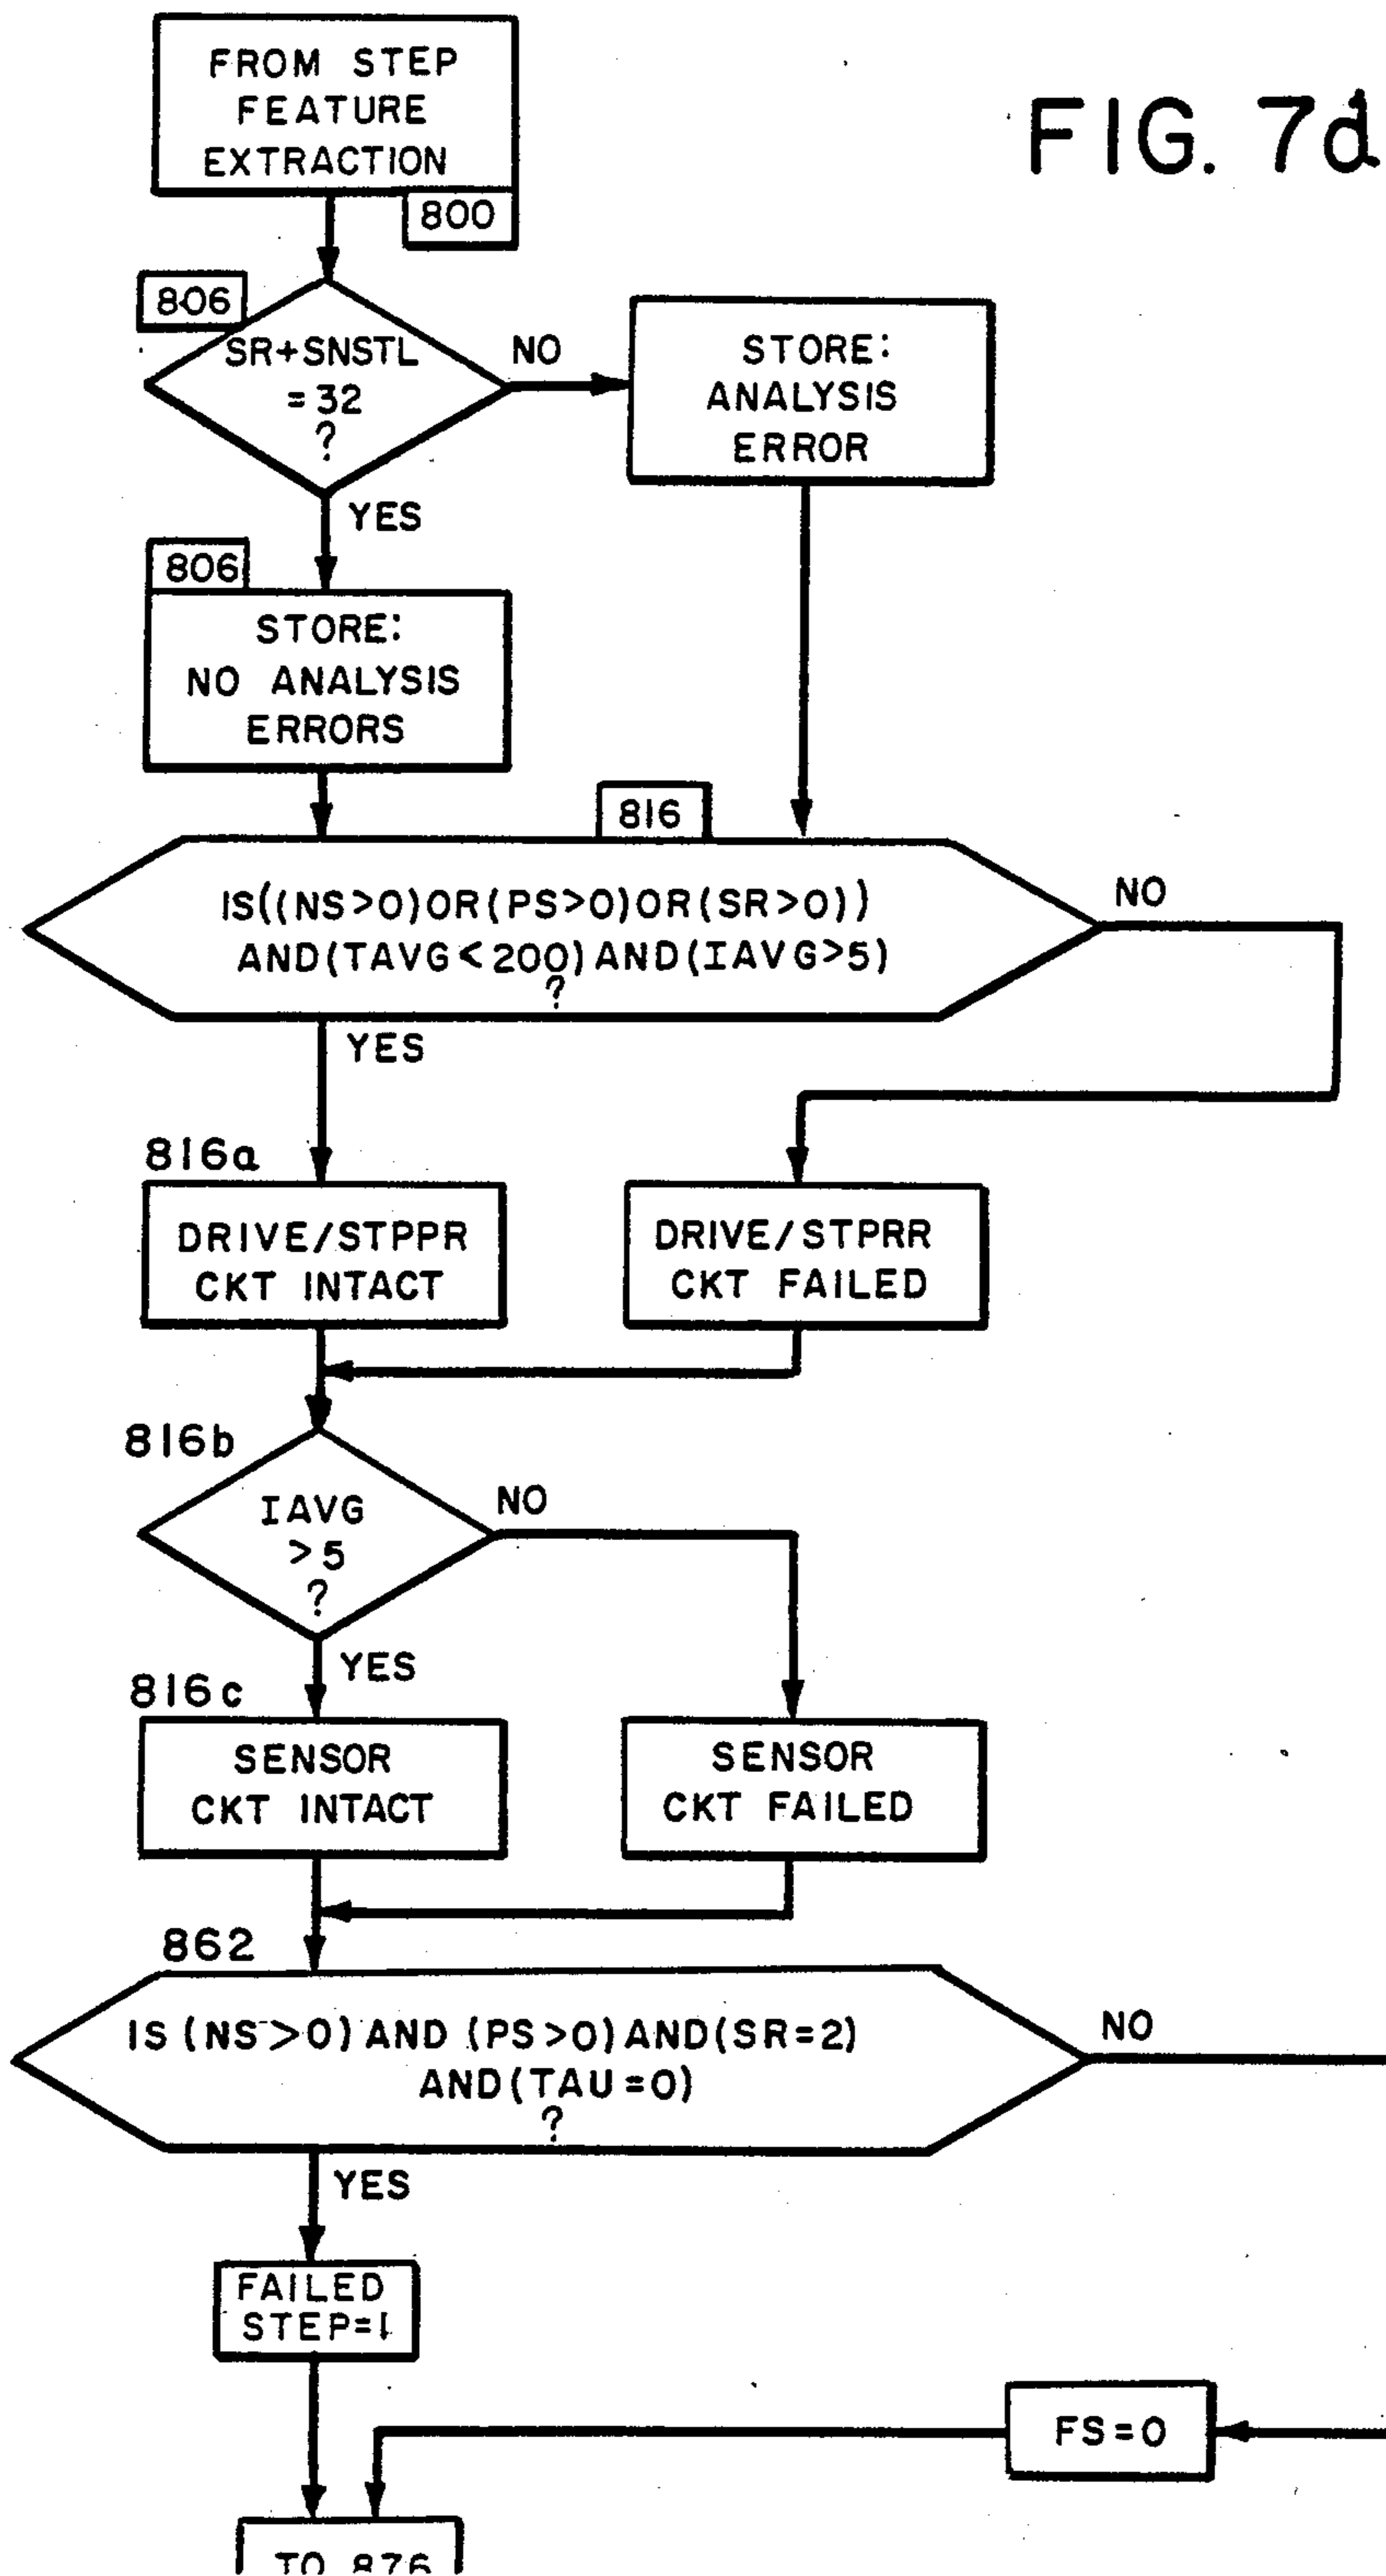 FROM STEP
FEATURE
EXTRACTION
800
FIG. 7d
806
SR+SNSTL
=32
?
NO
STORE:
ANALYSIS
ERROR
YES
806
STORE:
NO ANALYSIS
ERRORS
816
IS((NS>0)OR(PS>0)OR(SR>0))
AND(TAVG<200)AND(IAVG>5)
?
NO
YES
816a
DRIVE/STPPR
CKT INTACT
DRIVE/STPRR
CKT FAILED
816b
IAVG
>5
?
NO
YES
816c
SENSOR
CKT INTACT
SENSOR
CKT FAILED
862
IS (NS>0) AND (PS>0) AND(SR=2)
AND(TAU=0)
?
NO
YES
FAILED
STEP=1
FS=0
TO 876